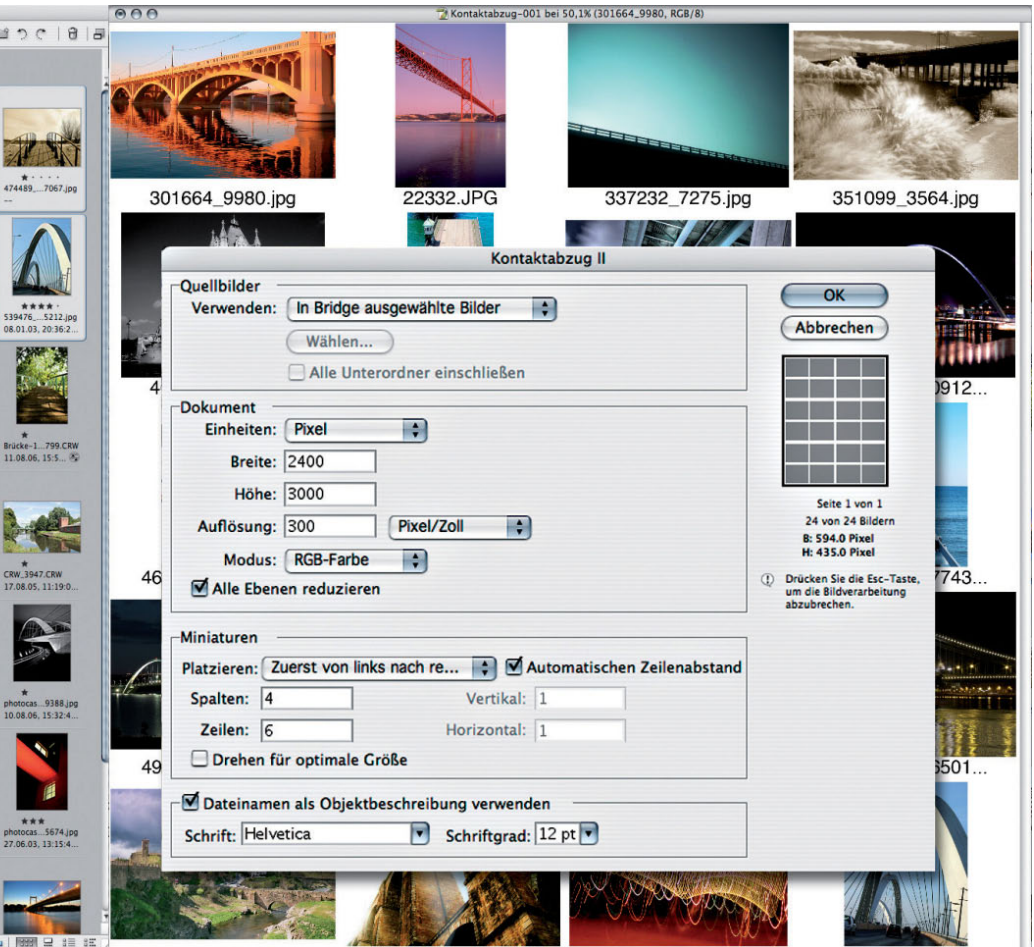 Kontaktabzug-001 bei 50,1% (301664_9980, RGB/8)
474489_...7067.jpg
--
539476_...5212.jpg
08.01.03, 20:36:2...
Brücke-1...799.CRW
11.08.06, 15:5...
CRW_3947.CRW
17.08.05, 11:19:0...
photocas...9388.jpg
10.08.06, 15:32:4...
photocas...5674.jpg
27.06.03, 13:15:4...
301664_9980.jpg
22332.JPG
337232_7275.jpg
351099_3564.jpg
4
0912...
46
7743...
49
6501...
Kontaktabzug II
Quellbilder
Verwenden: In Bridge ausgewählte Bilder
Wählen...
Alle Unterordner einschließen
Dokument
Einheiten: Pixel
Breite: 2400
Höhe: 3000
Auflösung: 300 Pixel/Zoll
Modus: RGB-Farbe
Alle Ebenen reduzieren
Miniaturen
Platzieren: Zuerst von links nach re... Automatischen Zeilenabstand
Spalten: 4 Vertikal: 1
Zeilen: 6 Horizontal: 1
Drehen für optimale Größe
Dateinamen als Objektbeschreibung verwenden
Schrift: Helvetica Schriftgrad: 12 pt
OK
Abbrechen
Seite 1 von 1
24 von 24 Bildern
B: 594.0 Pixel
H: 435.0 Pixel
Drücken Sie die Esc-Taste,
um die Bildverarbeitung
abzubrechen.